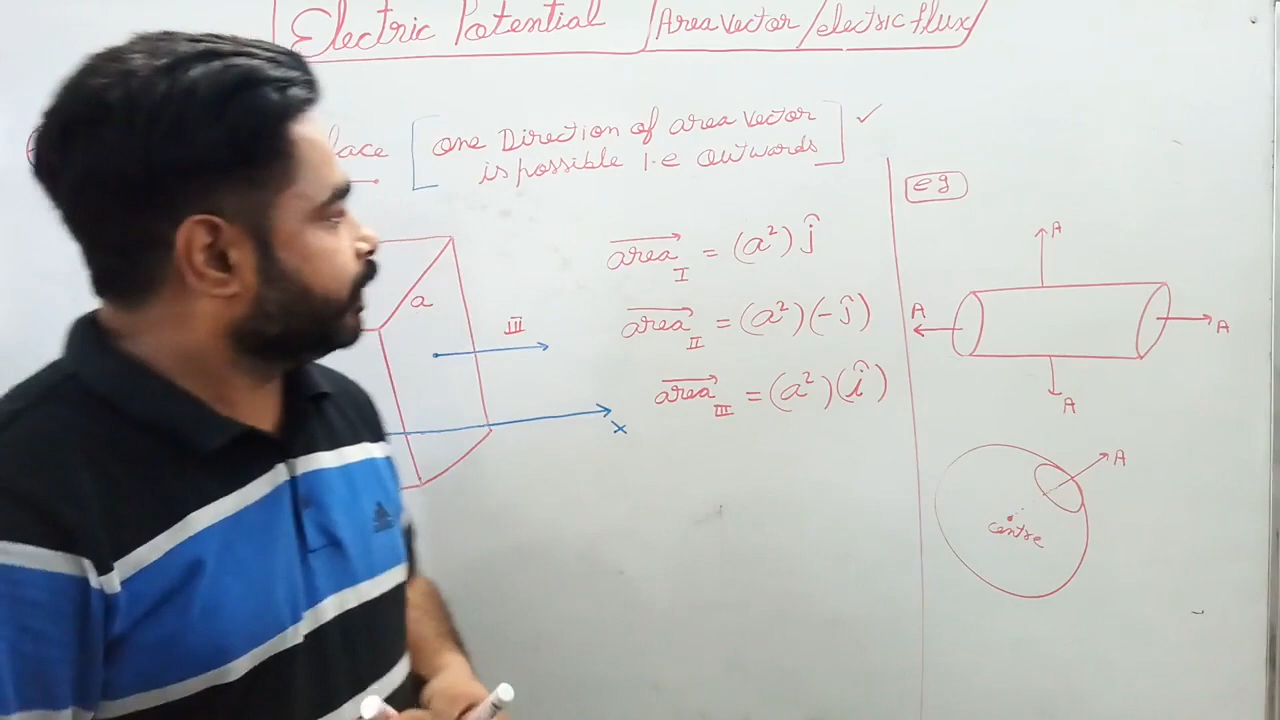 Electric Potential / Area Vector / electric flux
[one Direction of area vector
is possible i.e outwards] ✓
a
III
x
area I = (a²) ĵ
area II = (a²)(-ĵ)
area III = (a²)(î)
eg
A
A
A
A
A
centre